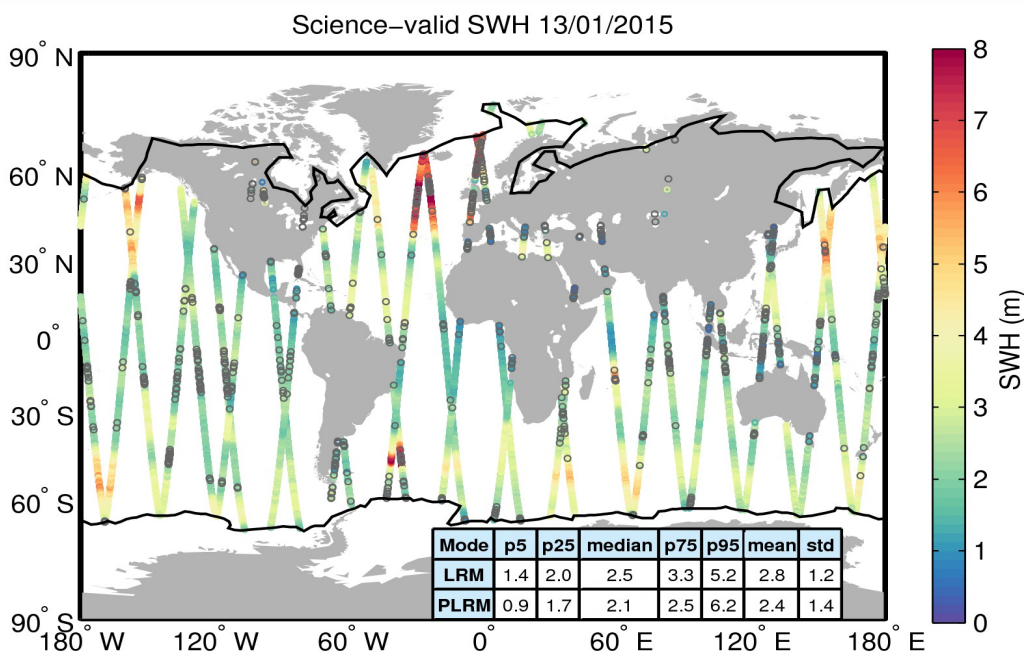 Science−valid SWH 13/01/2015
90° N
60° N
30° N
0°
30° S
60° S
90° S
180° W
120° W
60° W
0°
60° E
120° E
180° E
8
7
6
5
4
3
2
1
0
SWH (m)
Mode p5 p25 median p75 p95 mean std
LRM 1.4 2.0 2.5 3.3 5.2 2.8 1.2
PLRM 0.9 1.7 2.1 2.5 6.2 2.4 1.4